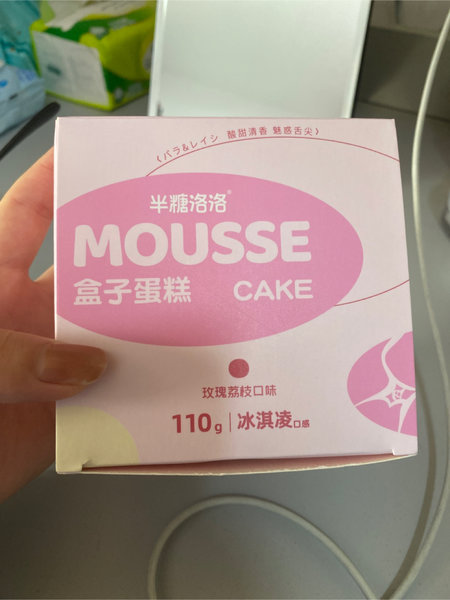 《バラ&レイシ 酸甜清香 魅惑舌尖》
半糖洛洛®
MOUSSE
盒子蛋糕 CAKE
玫瑰荔枝口味
110g 冰淇凌口感